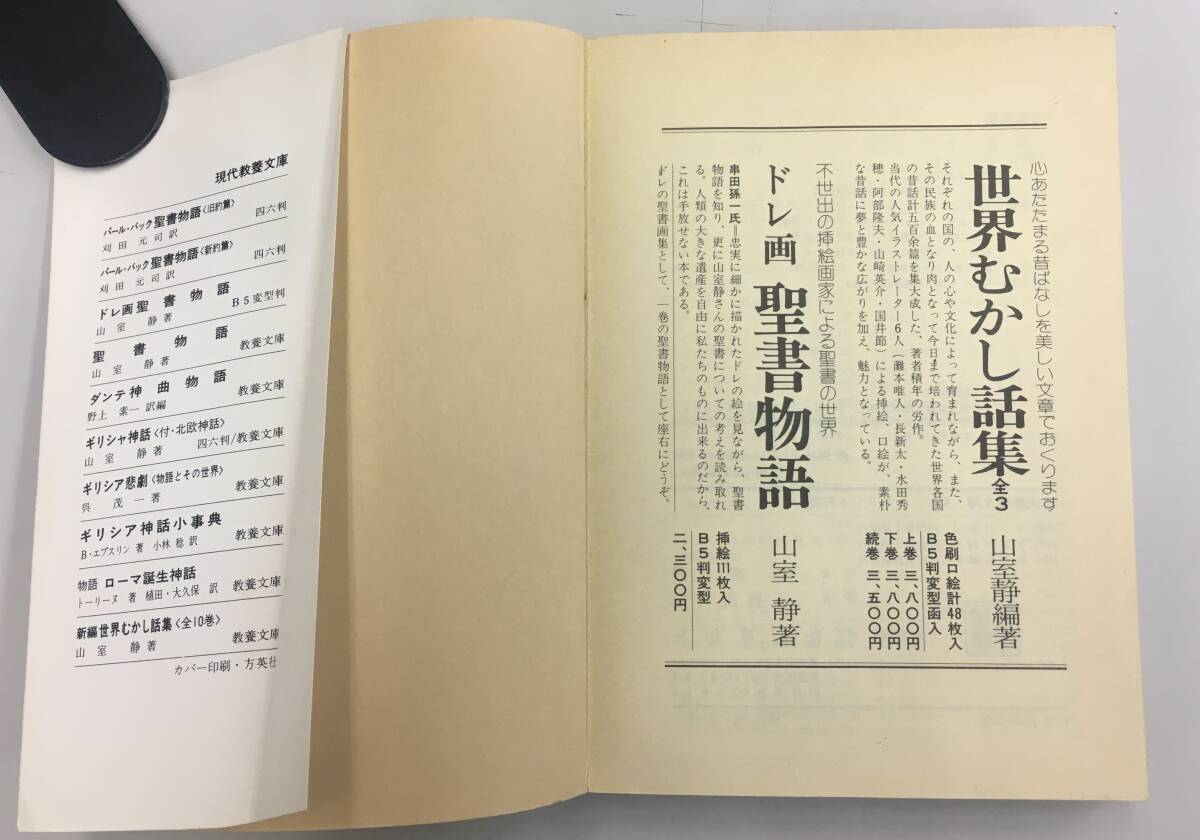 現代教養文庫
パール・バック聖書物語〈旧約篇〉 四六判
刈田元司訳
パール・バック聖書物語〈新約篇〉 四六判
刈田元司訳
ドレ画聖書物語 B5変型判
山室静著
聖書物語 教養文庫
山室静著
ダンテ神曲物語 教養文庫
野上素一訳編
ギリシャ神話〈付・北欧神話〉 四六判/教養文庫
山室静著
ギリシア悲劇〈物語とその世界〉 教養文庫
呉茂一著
ギリシア神話小事典 教養文庫
B・エブスリン著 小林稔訳
物語 ローマ誕生神話 教養文庫
トーリーヌ著 植田・大久保訳
新編世界むかし話集〈全10巻〉 教養文庫
山室静著
カバー印刷・方英社
心あたたまる昔ばなしを美しい文章でおくります
世界むかし話集全3
山室静編著
それぞれの国の、人の心や文化によって育まれながら、また、
その民族の血となり肉となって今日まで培われてきた世界各国
の昔話計五百余篇を集大成した、著者積年の労作。
当代の人気イラストレーター6人（灘本唯人・長新太・水田秀
穂・阿部隆夫・山崎英介・国井節）による挿絵、口絵が、素朴
な昔話に夢と豊かな広がりを加え、魅力となっている。
色刷口絵計48枚入
B5判変型函入
上巻 三、八〇〇円
下巻 三、八〇〇円
続巻 三、五〇〇円
不世出の挿絵画家による聖書の世界
ドレ画 聖書物語
山室 静著
串田孫一氏＝忠実に細かに描かれたドレの絵を見ながら、聖書
物語を知り、更に山室静さんの聖書についての考えを読み取れ
る。人類の大きな遺産を自由に私たちのものに出来るのだから、
これは手放せない本である。
ドレの聖書画集として、一巻の聖書物語として座右にどうぞ。
挿絵111枚入
B5判変型
二、三〇〇円